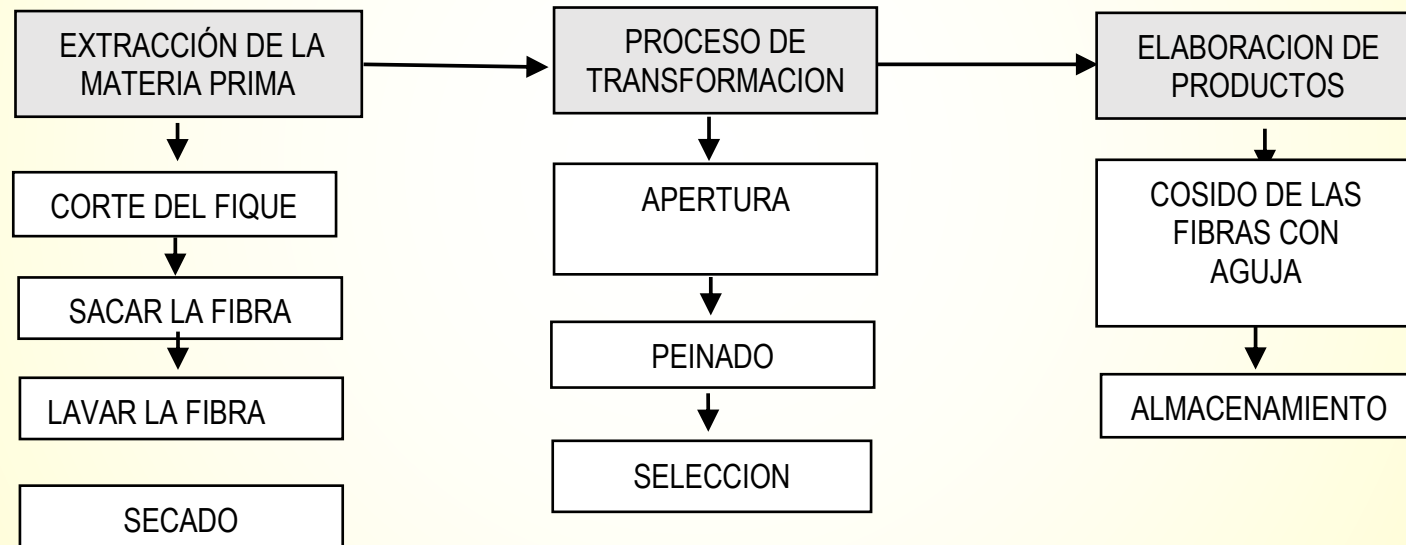 EXTRACCIÓN DE LA
MATERIA PRIMA
CORTE DEL FIQUE
SACAR LA FIBRA
LAVAR LA FIBRA
SECADO
PROCESO DE
TRANSFORMACION
APERTURA
PEINADO
SELECCION
ELABORACION DE
PRODUCTOS
COSIDO DE LAS
FIBRAS CON
AGUJA
ALMACENAMIENTO